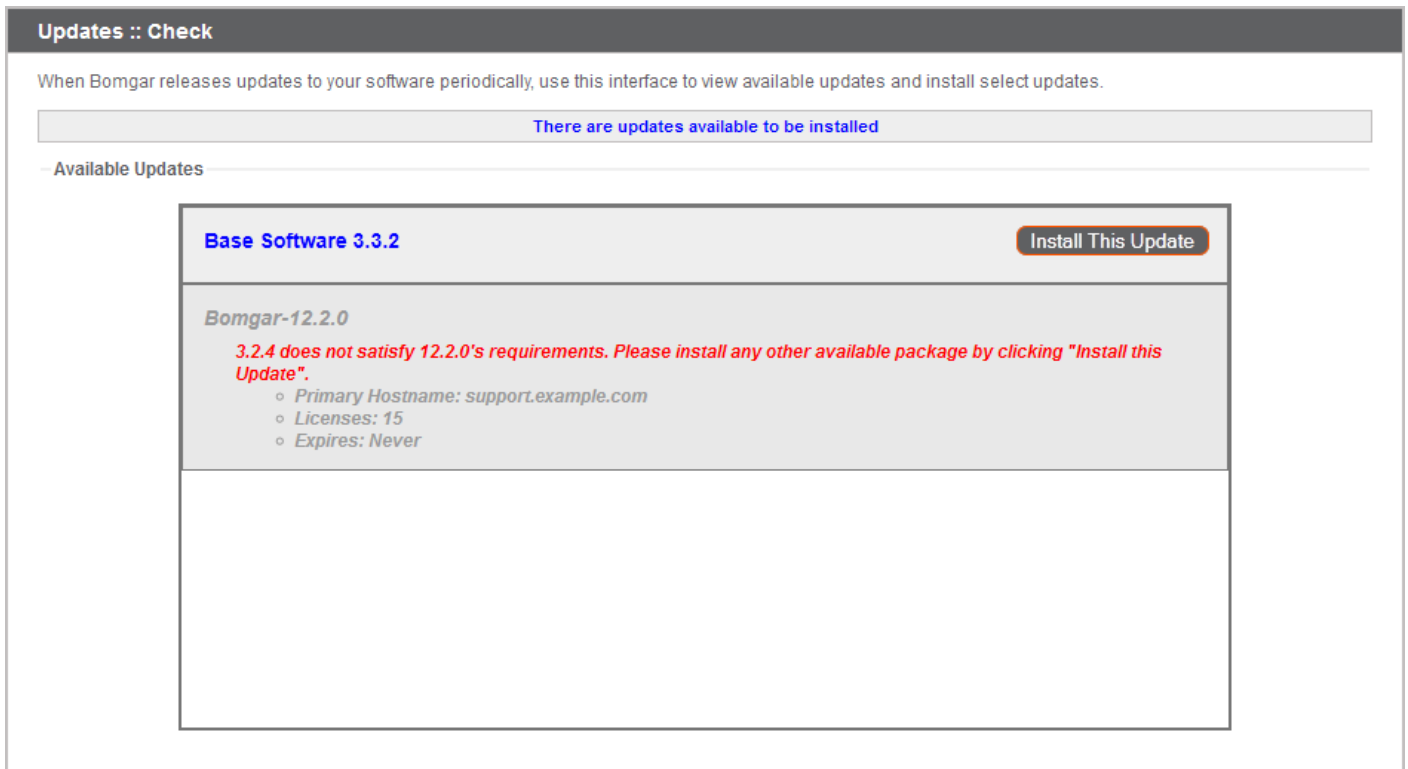 Updates :: Check
When Bomgar releases updates to your software periodically, use this interface to view available updates and install select updates.
There are updates available to be installed
Available Updates
Base Software 3.3.2
Install This Update
Bomgar-12.2.0
3.2.4 does not satisfy 12.2.0's requirements. Please install any other available package by clicking "Install this
Update".
Primary Hostname: support.example.com
Licenses: 15
Expires: Never